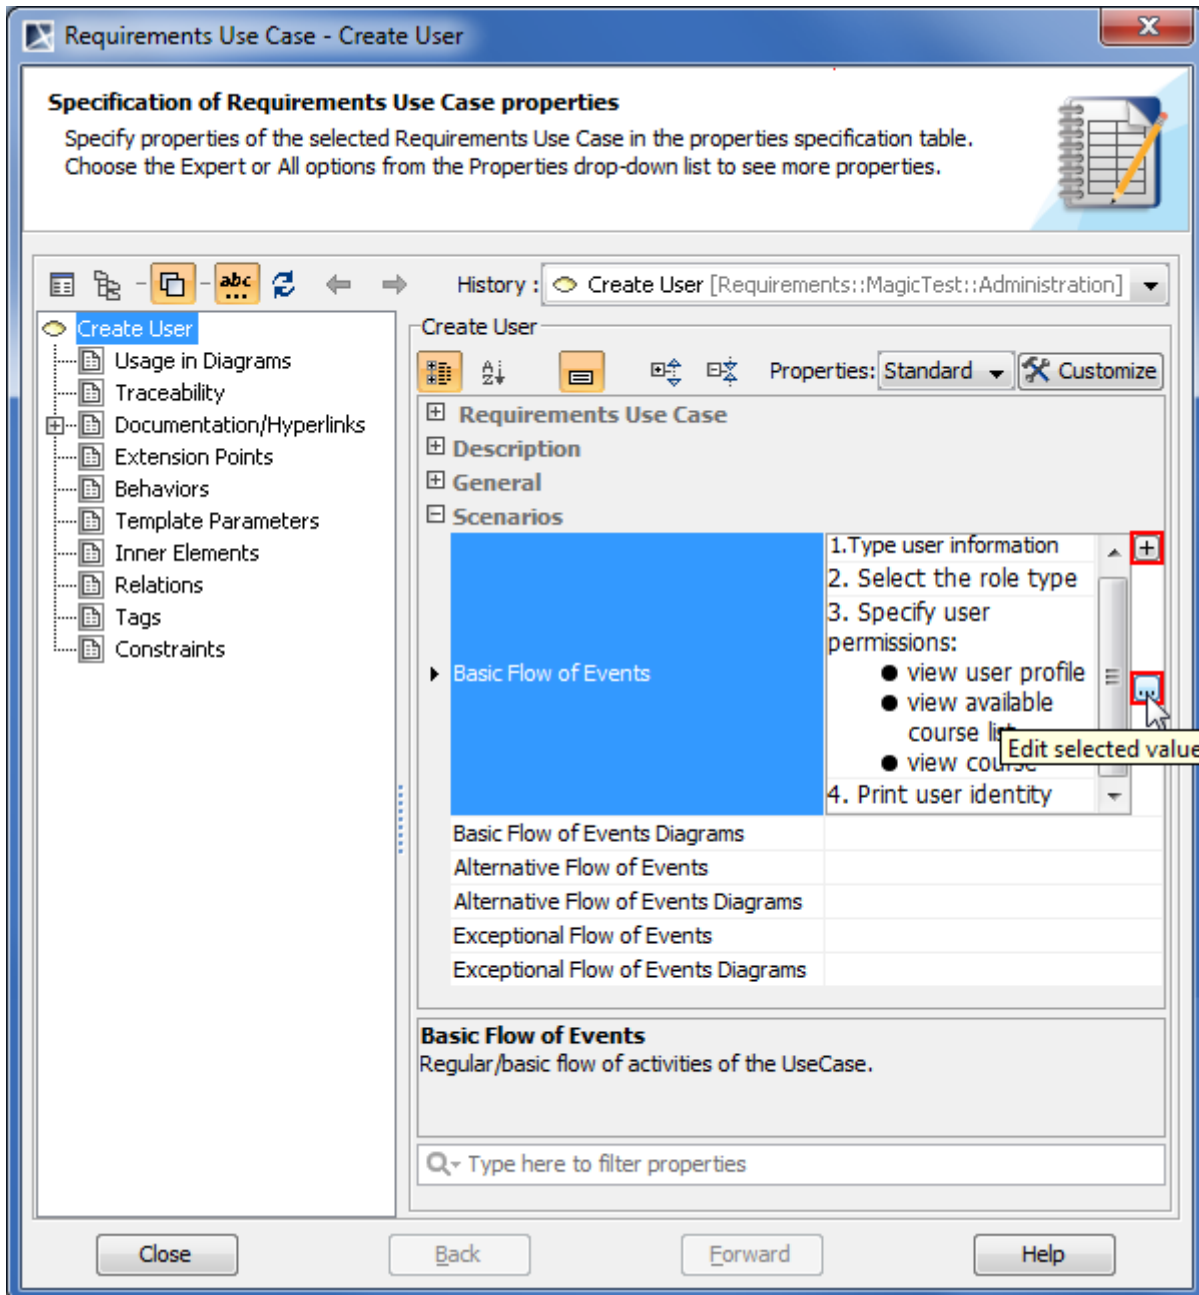 Requirements Use Case - Create User
Specification of Requirements Use Case properties
Specify properties of the selected Requirements Use Case in the properties specification table.
Choose the Expert or All options from the Properties drop-down list to see more properties.
abc
...
History : Create User [Requirements::MagicTest::Administration]
Create User
Usage in Diagrams
Traceability
Documentation/Hyperlinks
Extension Points
Behaviors
Template Parameters
Inner Elements
Relations
Tags
Constraints
Create User
Properties: Standard Customize
Requirements Use Case
Description
General
Scenarios
Basic Flow of Events
1.Type user information
2. Select the role type
3. Specify user
permissions:
● view user profile
● view available
course
● view course
4. Print user identity
Edit selected value
Basic Flow of Events Diagrams
Alternative Flow of Events
Alternative Flow of Events Diagrams
Exceptional Flow of Events
Exceptional Flow of Events Diagrams
Basic Flow of Events
Regular/basic flow of activities of the UseCase.
Type here to filter properties
Close
Back
Forward
Help